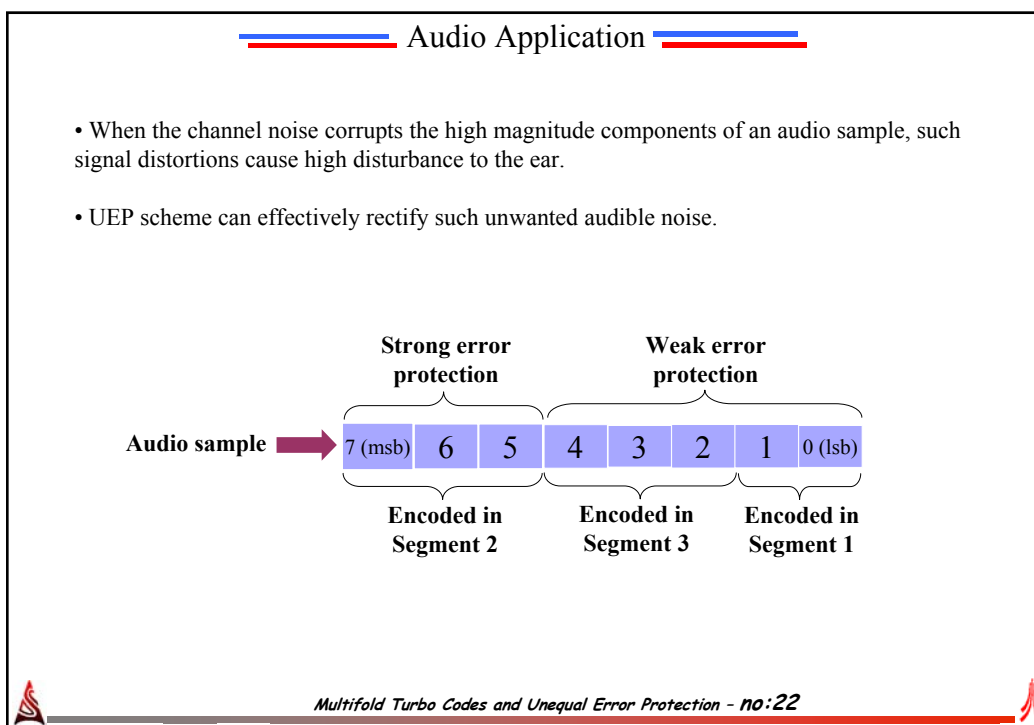 Audio Application
• When the channel noise corrupts the high magnitude components of an audio sample, such
signal distortions cause high disturbance to the ear.
• UEP scheme can effectively rectify such unwanted audible noise.
Strong error
protection
Weak error
protection
Audio sample
7 (msb) 6 5 4 3 2 1 0 (lsb)
Encoded in
Segment 2
Encoded in
Segment 3
Encoded in
Segment 1
Multifold Turbo Codes and Unequal Error Protection - no:22